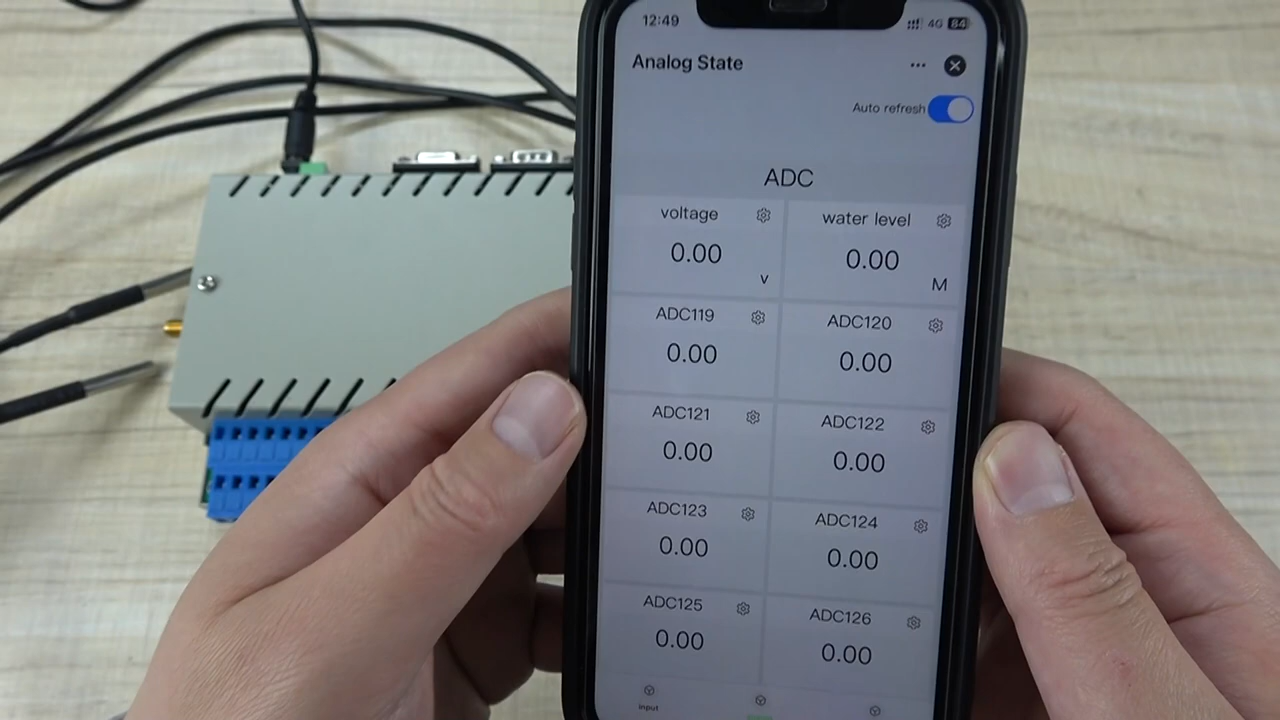 12:49
4G 84
Analog State
Auto refresh
ADC
voltage
water level
0.00
0.00
v
M
ADC119
ADC120
0.00
0.00
ADC121
ADC122
0.00
0.00
ADC123
ADC124
0.00
0.00
ADC125
ADC126
0.00
0.00
input